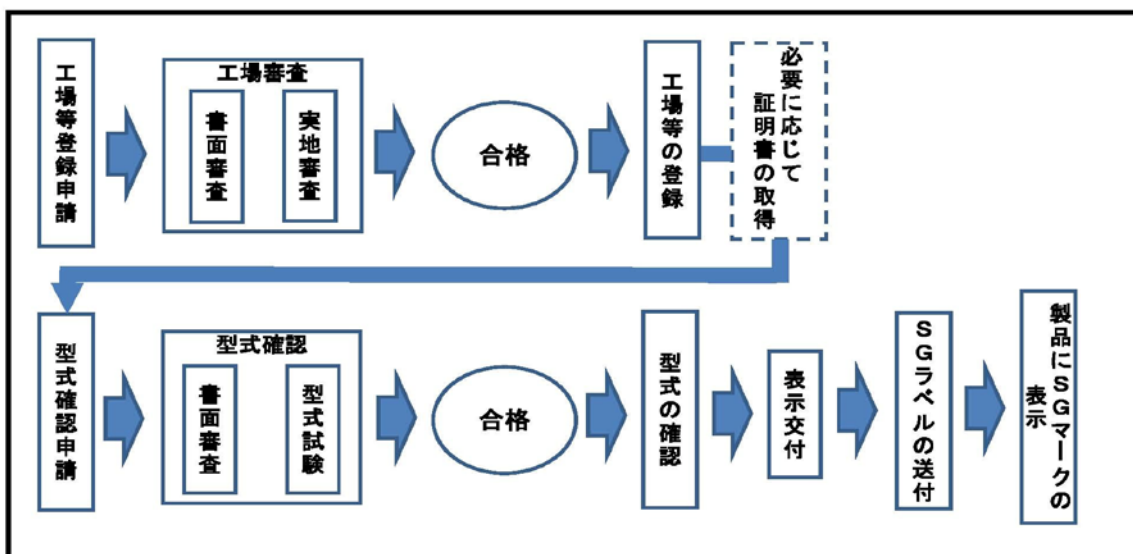 工場等登録申請
工場審査
書面審査
実地審査
合格
工場等の登録
必要に応じて
証明書の取得
型式確認申請
型式確認
書面審査
型式試験
合格
型式の確認
表示交付
SGラベルの送付
製品にSGマークの
表示